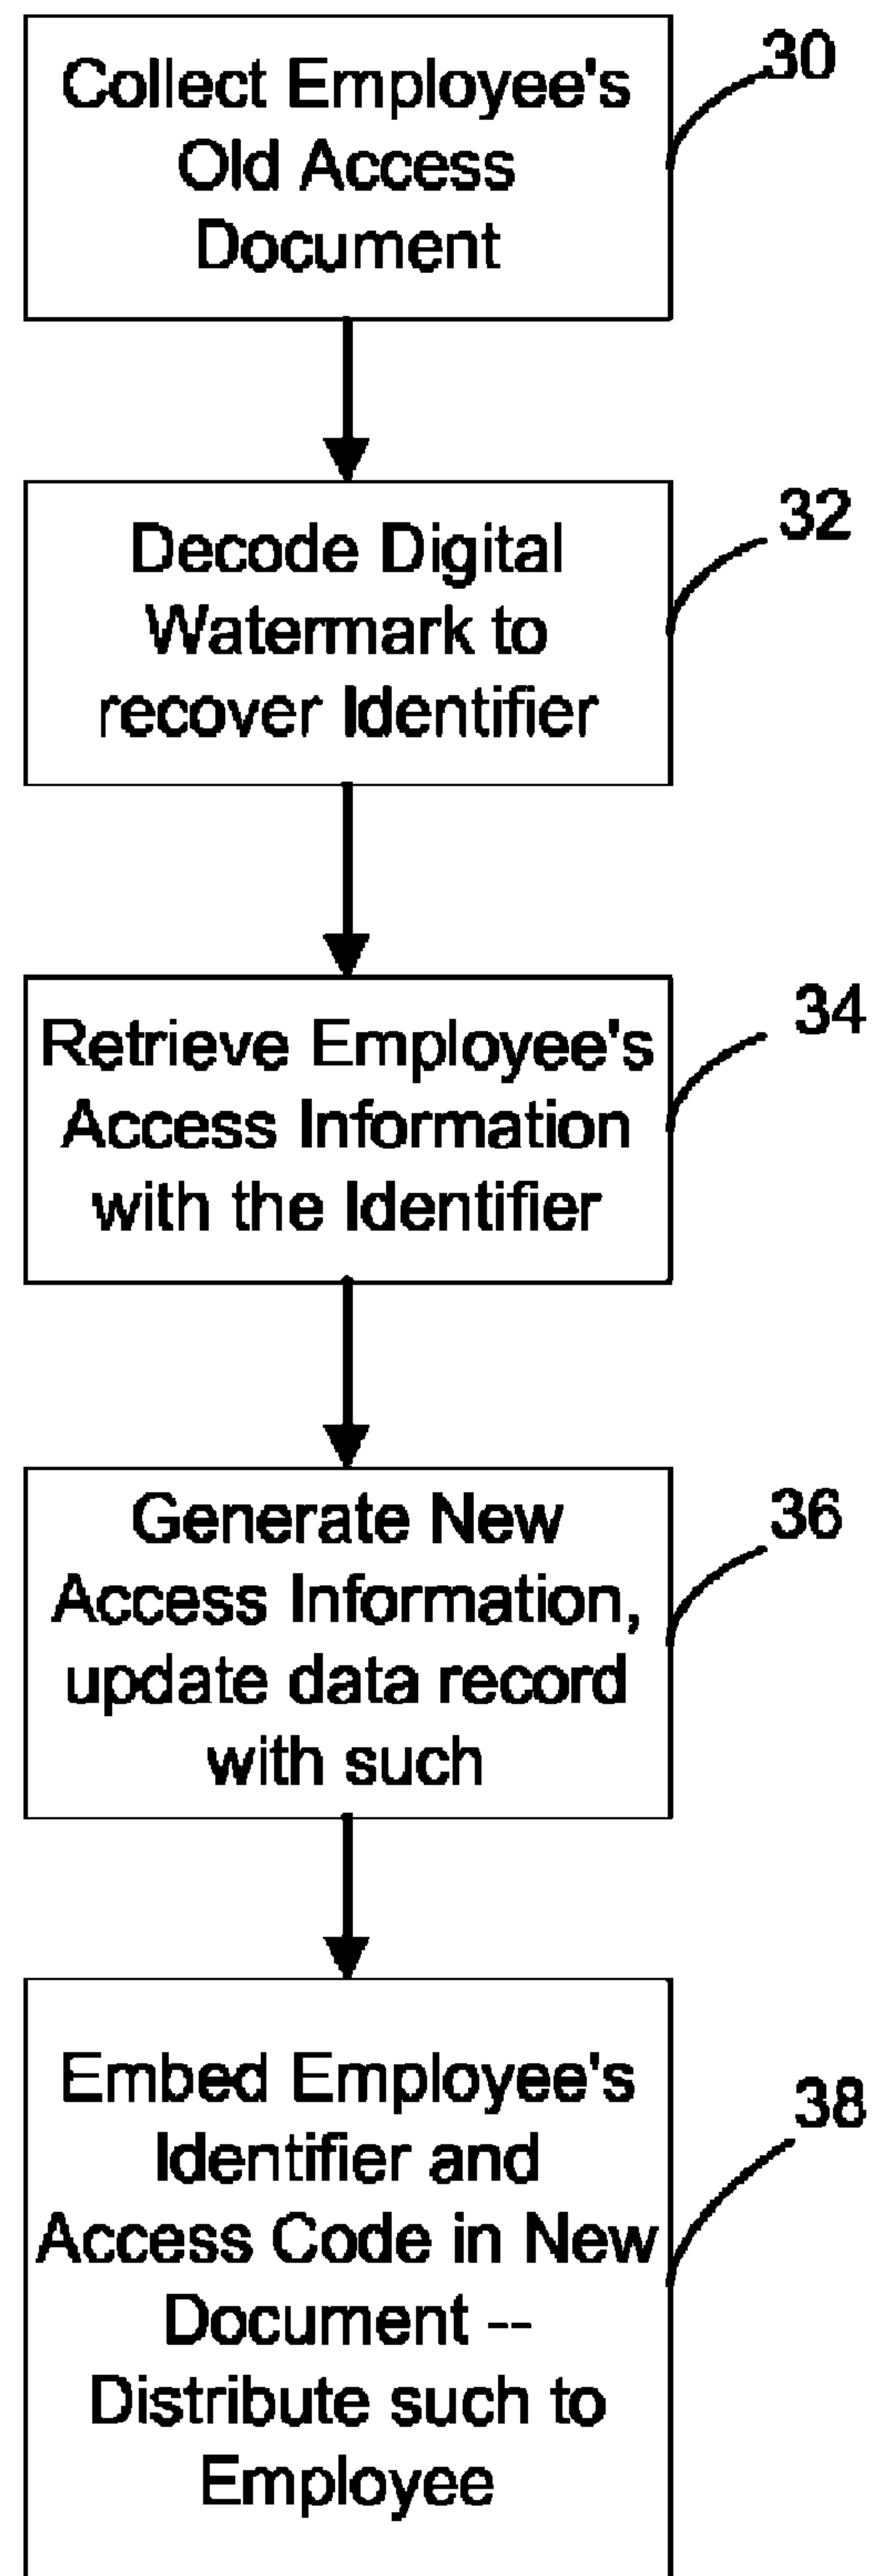 Collect Employee's
Old Access
Document
30
Decode Digital
Watermark to
recover Identifier
32
Retrieve Employee's
Access Information
with the Identifier
34
Generate New
Access Information,
update data record
with such
36
Embed Employee's
Identifier and
Access Code in New
Document --
Distribute such to
Employee
38